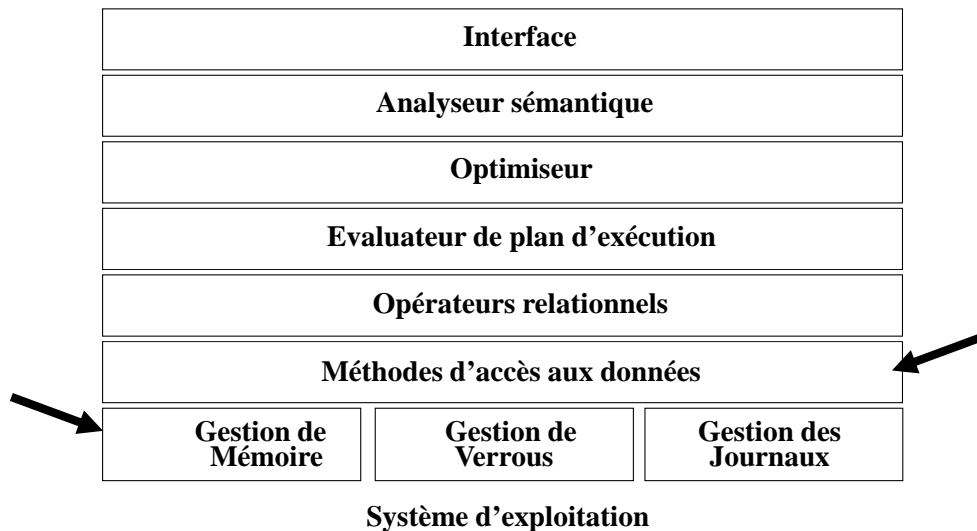 Interface
Analyseur sémantique
Optimiseur
Evaluateur de plan d'exécution
Opérateurs relationnels
Méthodes d'accès aux données
Gestion de
Mémoire
Gestion de
Verrous
Gestion des
Journaux
Système d'exploitation